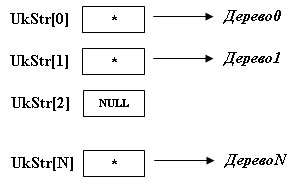 UkStr[0] * Дерево0
UkStr[1] * Дерево1
UkStr[2] NULL
UkStr[N] * ДеревоN